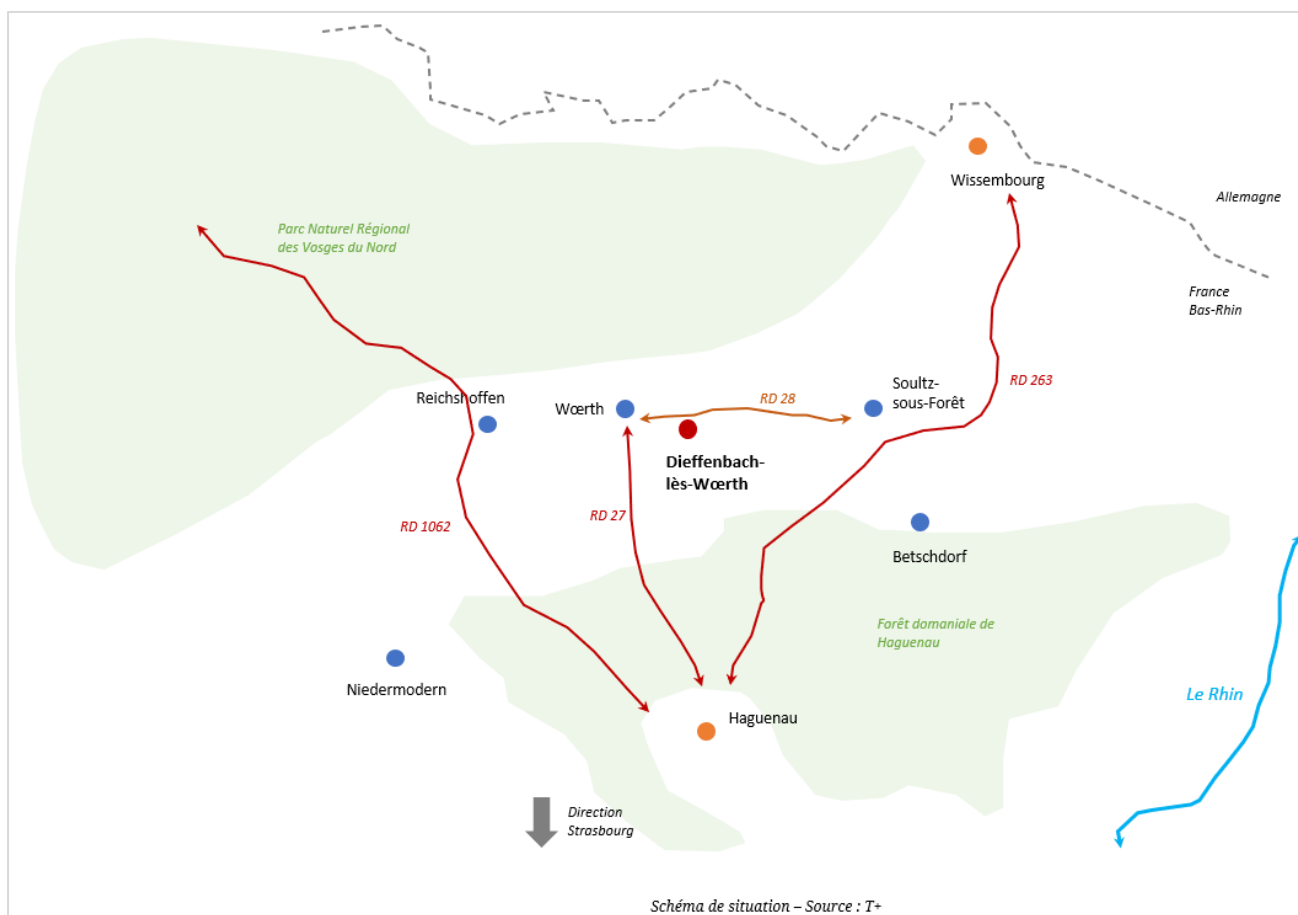 Wissembourg
Allemagne
Parc Naturel Régional
des Vosges du Nord
France
Bas-Rhin
RD 263
Soultz-
sous-Forêt
RD 28
Reichshoffen
Wœrth
Dieffenbach-
lès-Wœrth
RD 27
RD 1062
Betschdorf
Forêt domaniale de
Haguenau
Niedermodern
Le Rhin
Haguenau
Direction
Strasbourg
Schéma de situation – Source : T+